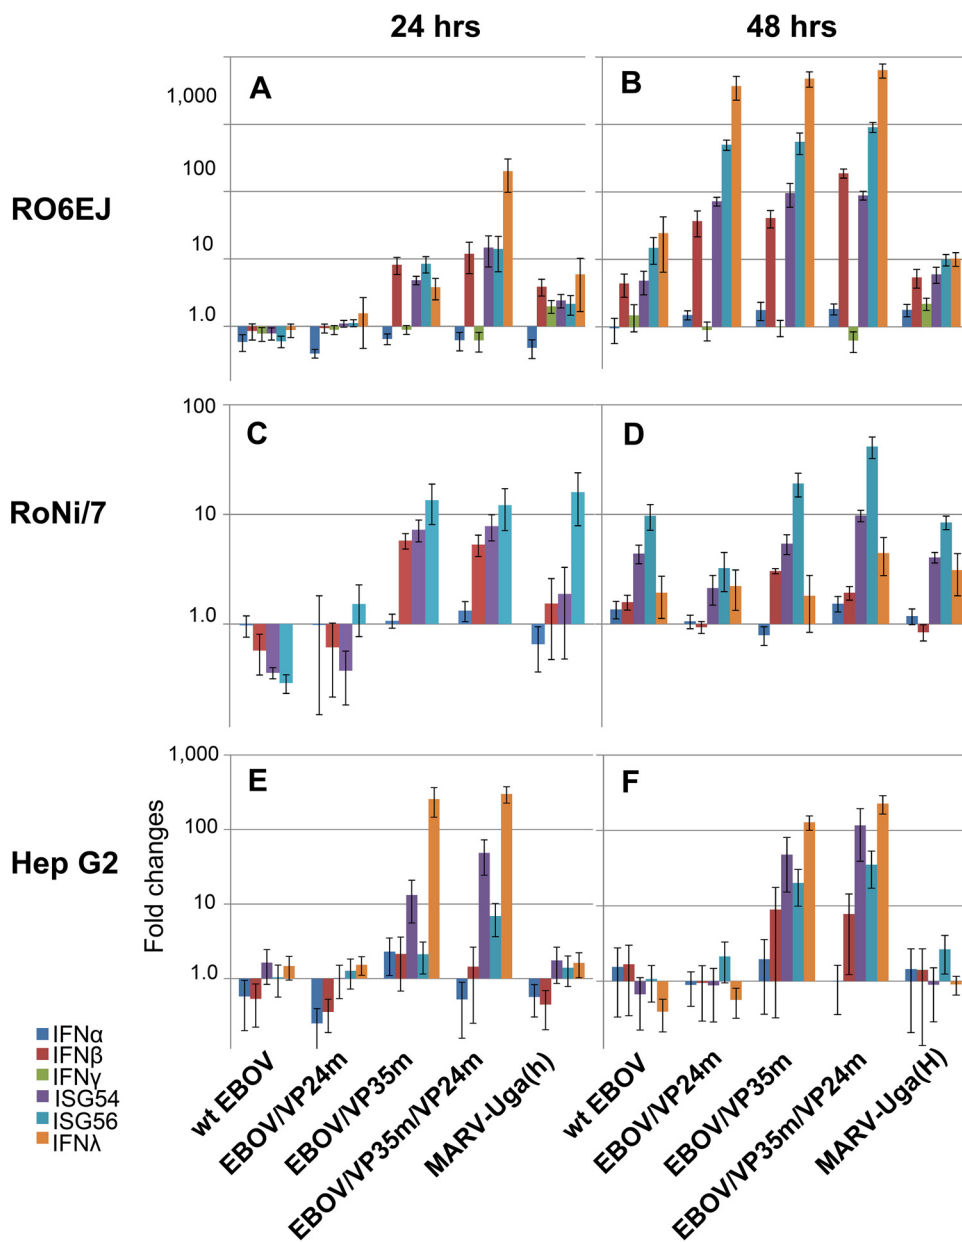 24 hrs 48 hrs
A B
1,000
100
RO6EJ
10
1.0
100
C D
RoNi/7
10
1.0
1,000
E F
100
Hep G2
Fold changes
10
1.0
IFNα
IFNβ
IFNγ
ISG54
ISG56
IFNλ
wt EBOV
EBOV/VP24m
EBOV/VP35m
EBOV/VP35m/VP24m
MARV-Uga(h)
wt EBOV
EBOV/VP24m
EBOV/VP35m
EBOV/VP35m/VP24m
MARV-Uga(H)